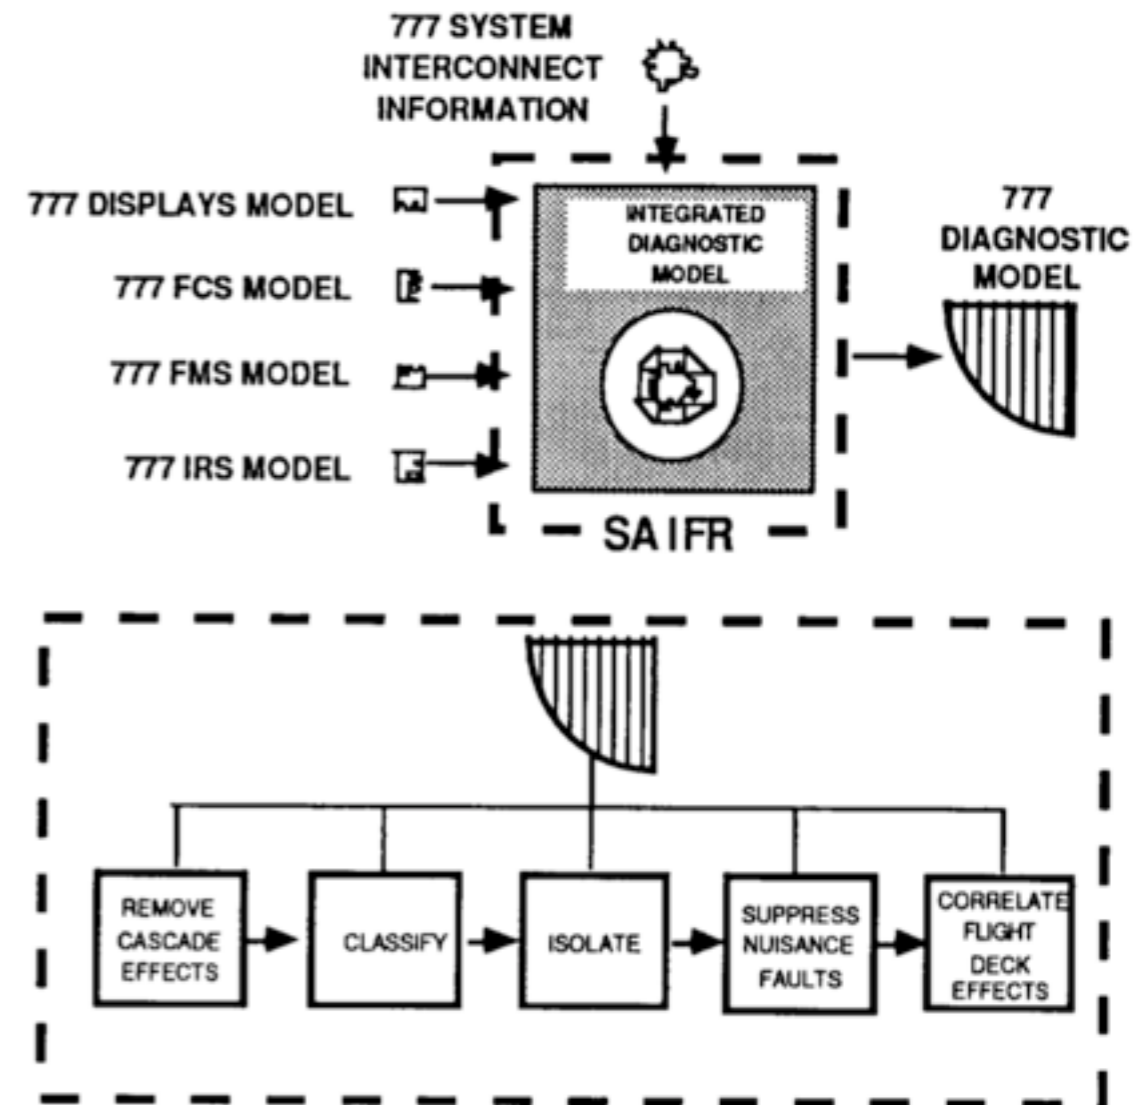 777 SYSTEM
INTERCONNECT
INFORMATION
777 DISPLAYS MODEL
777 FCS MODEL
777 FMS MODEL
777 IRS MODEL
INTEGRATED
DIAGNOSTIC
MODEL
SAIFR
777
DIAGNOSTIC
MODEL
REMOVE
CASCADE
EFFECTS
CLASSIFY
ISOLATE
SUPPRESS
NUISANCE
FAULTS
CORRELATE
FLIGHT
DECK
EFFECTS